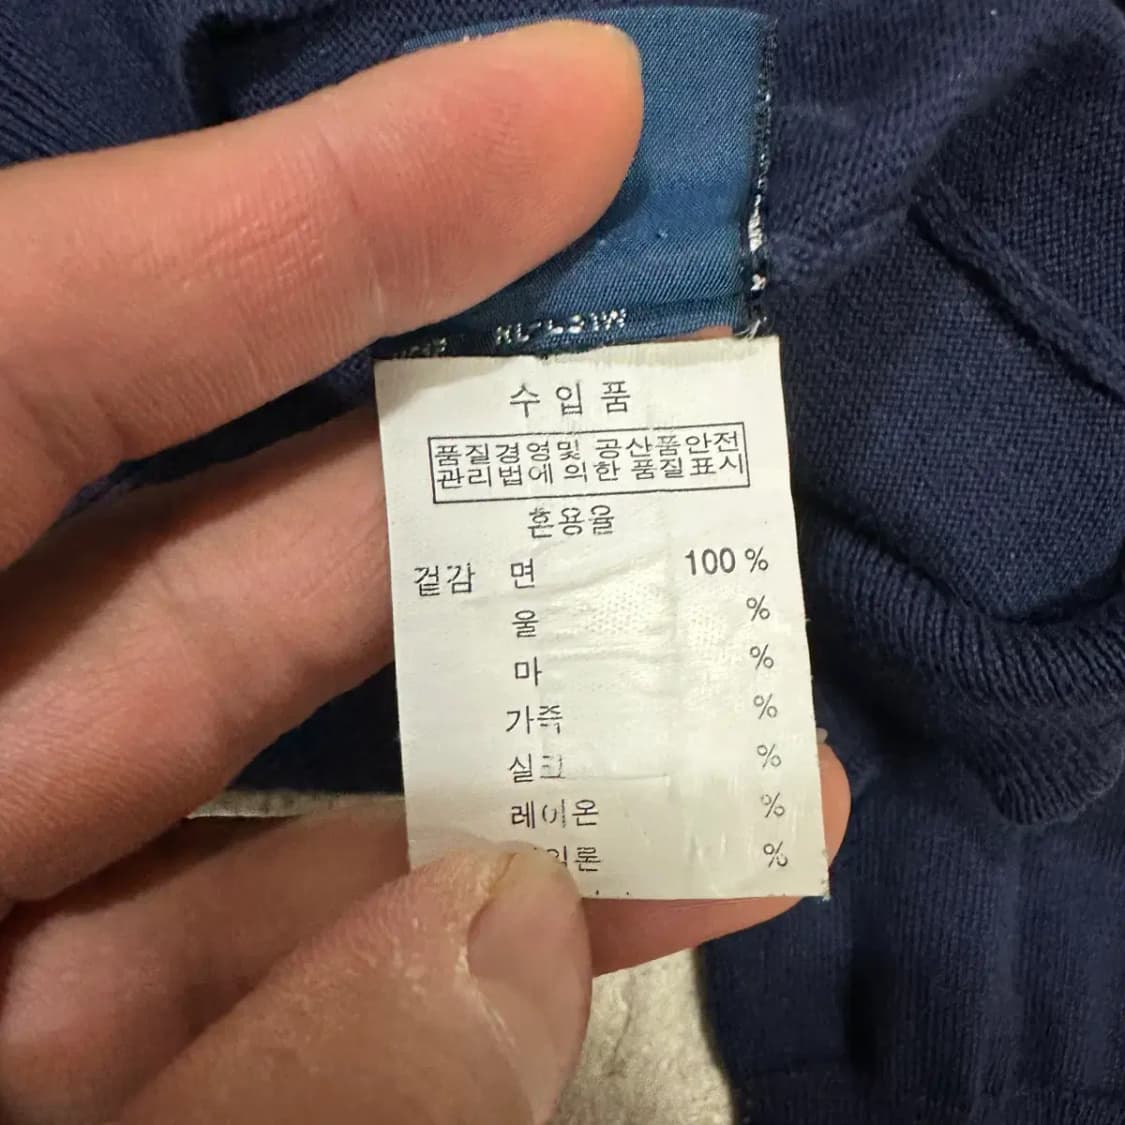 수입품
품질경영및 공산품안전
관리법에 의한 품질표시
혼용율
겉감 면 100 %
울 %
마 %
가죽 %
실크 %
레이온 %
%